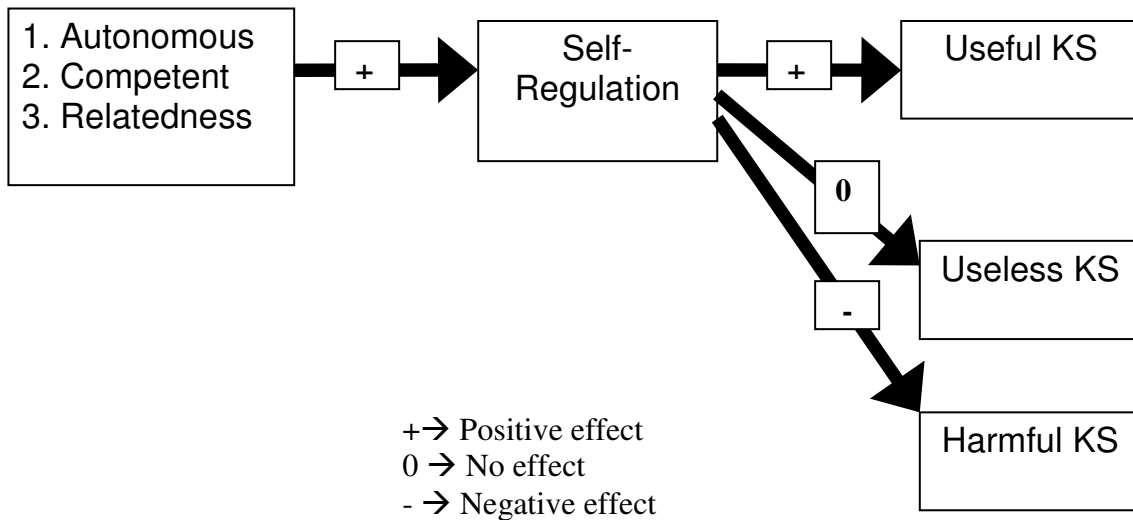 1. Autonomous
2. Competent
3. Relatedness
+
Self-
Regulation
+
Useful KS
0
Useless KS
-
Harmful KS
+→ Positive effect
0 → No effect
- → Negative effect